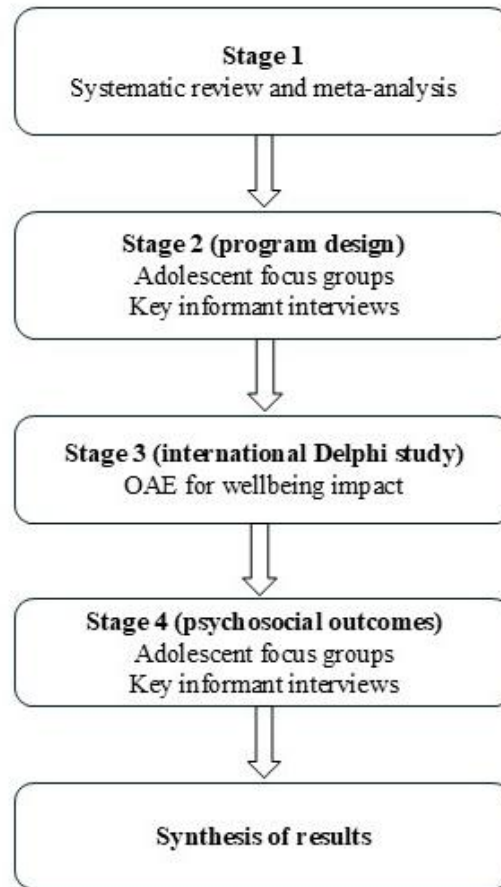 Stage 1
Systematic review and meta-analysis
Stage 2 (program design)
Adolescent focus groups
Key informant interviews
Stage 3 (international Delphi study)
OAE for wellbeing impact
Stage 4 (psychosocial outcomes)
Adolescent focus groups
Key informant interviews
Synthesis of results